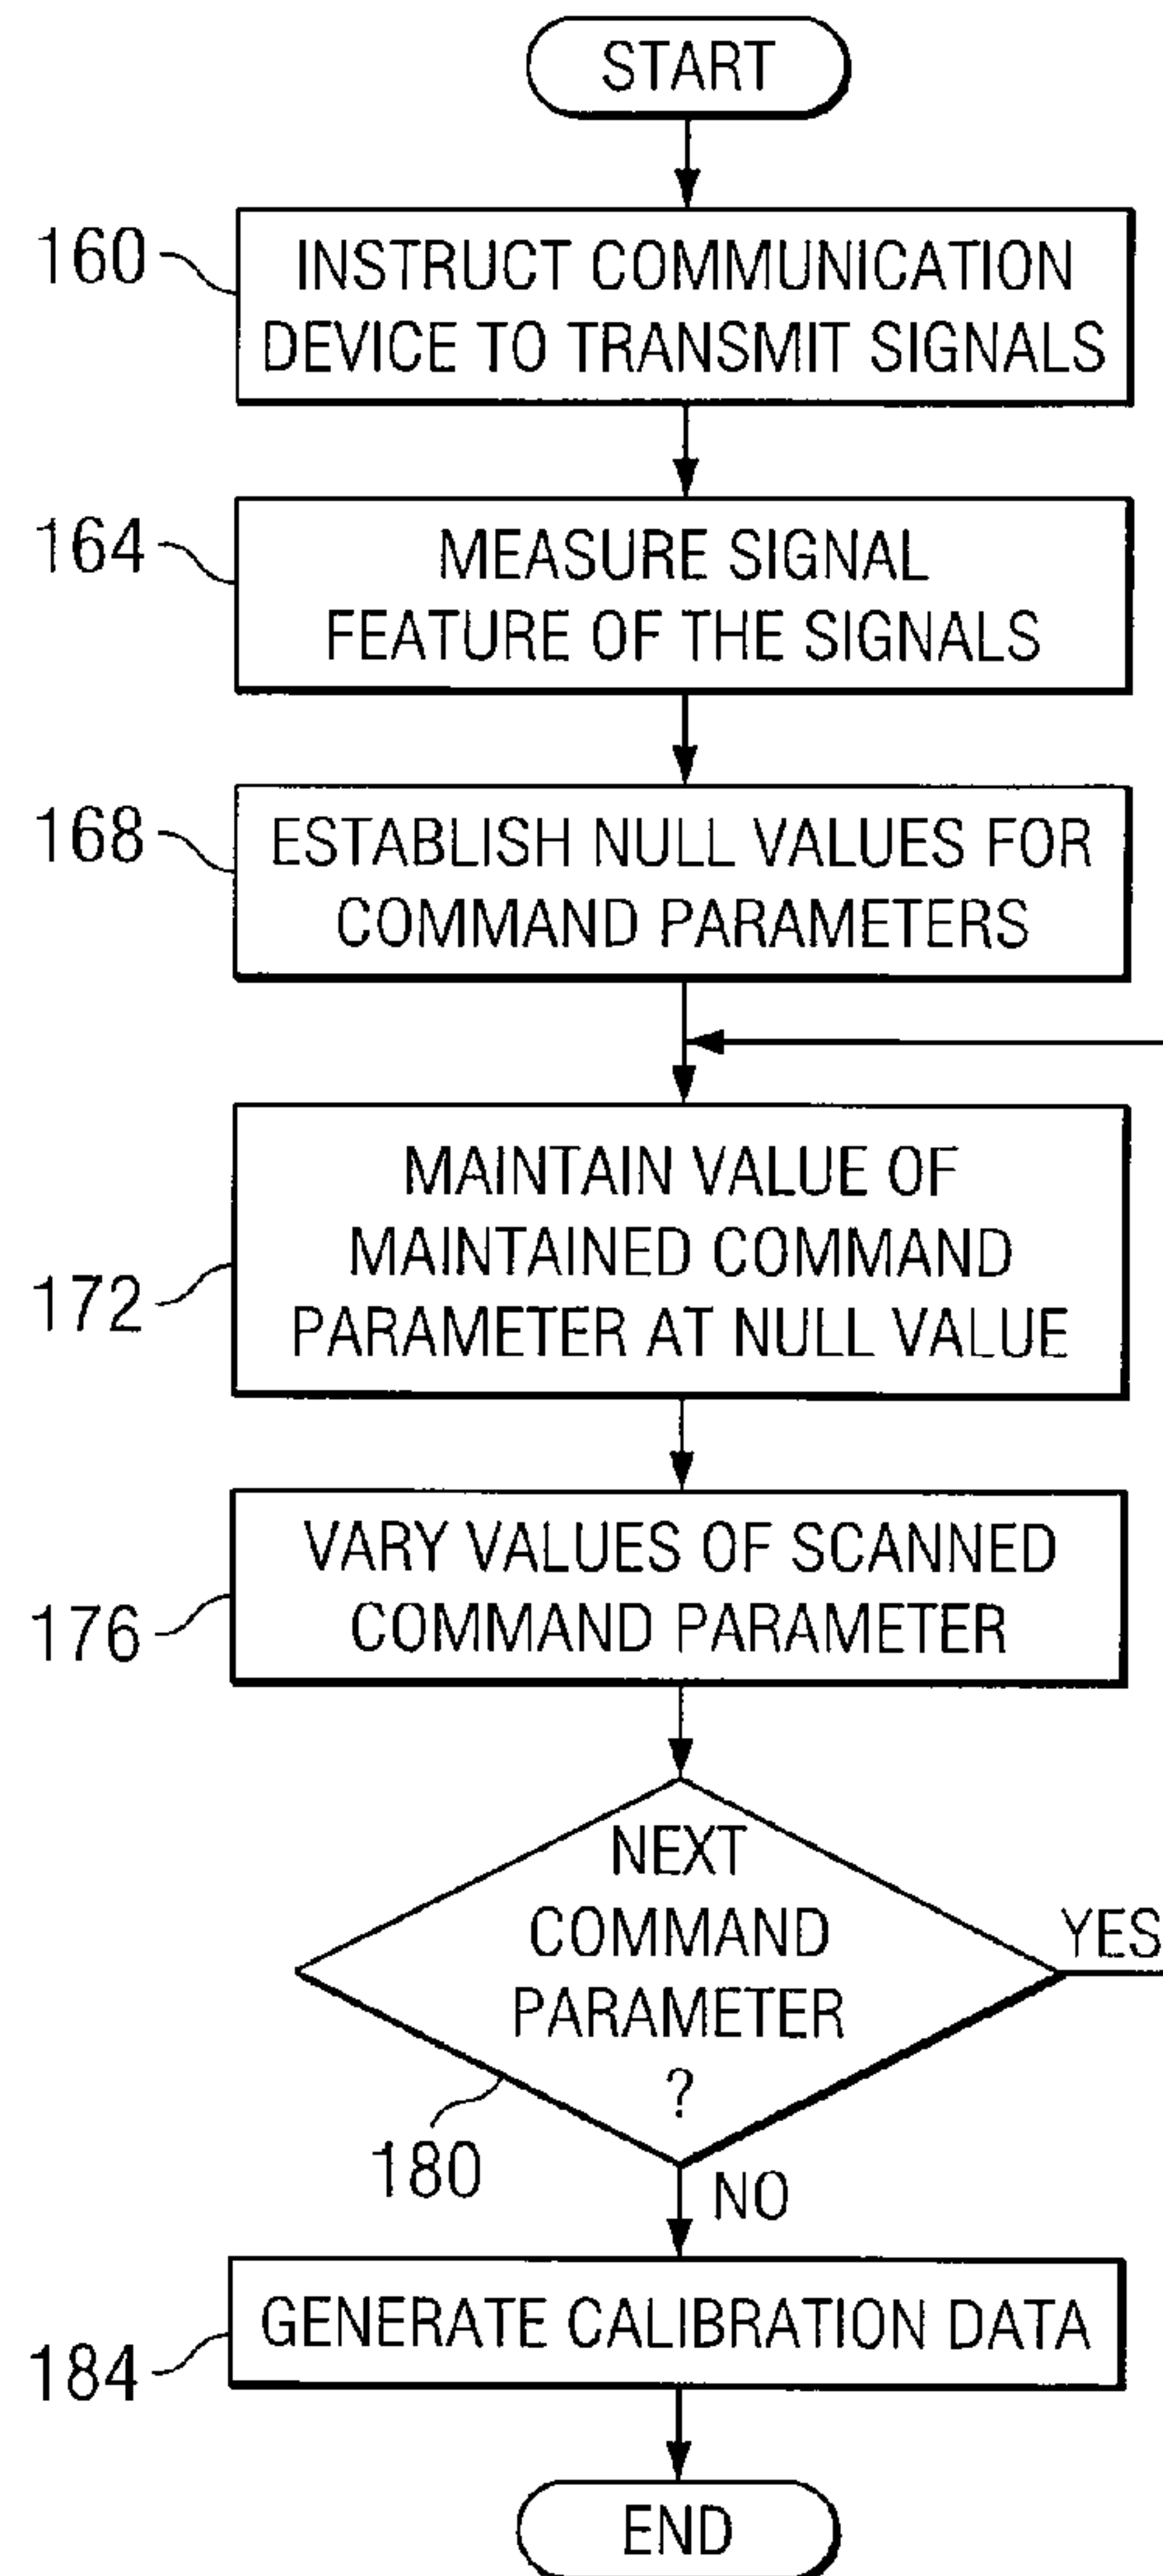 START
160
INSTRUCT COMMUNICATION
DEVICE TO TRANSMIT SIGNALS
164
MEASURE SIGNAL
FEATURE OF THE SIGNALS
168
ESTABLISH NULL VALUES FOR
COMMAND PARAMETERS
172
MAINTAIN VALUE OF
MAINTAINED COMMAND
PARAMETER AT NULL VALUE
176
VARY VALUES OF SCANNED
COMMAND PARAMETER
NEXT
COMMAND
PARAMETER
?
YES
180
NO
184
GENERATE CALIBRATION DATA
END